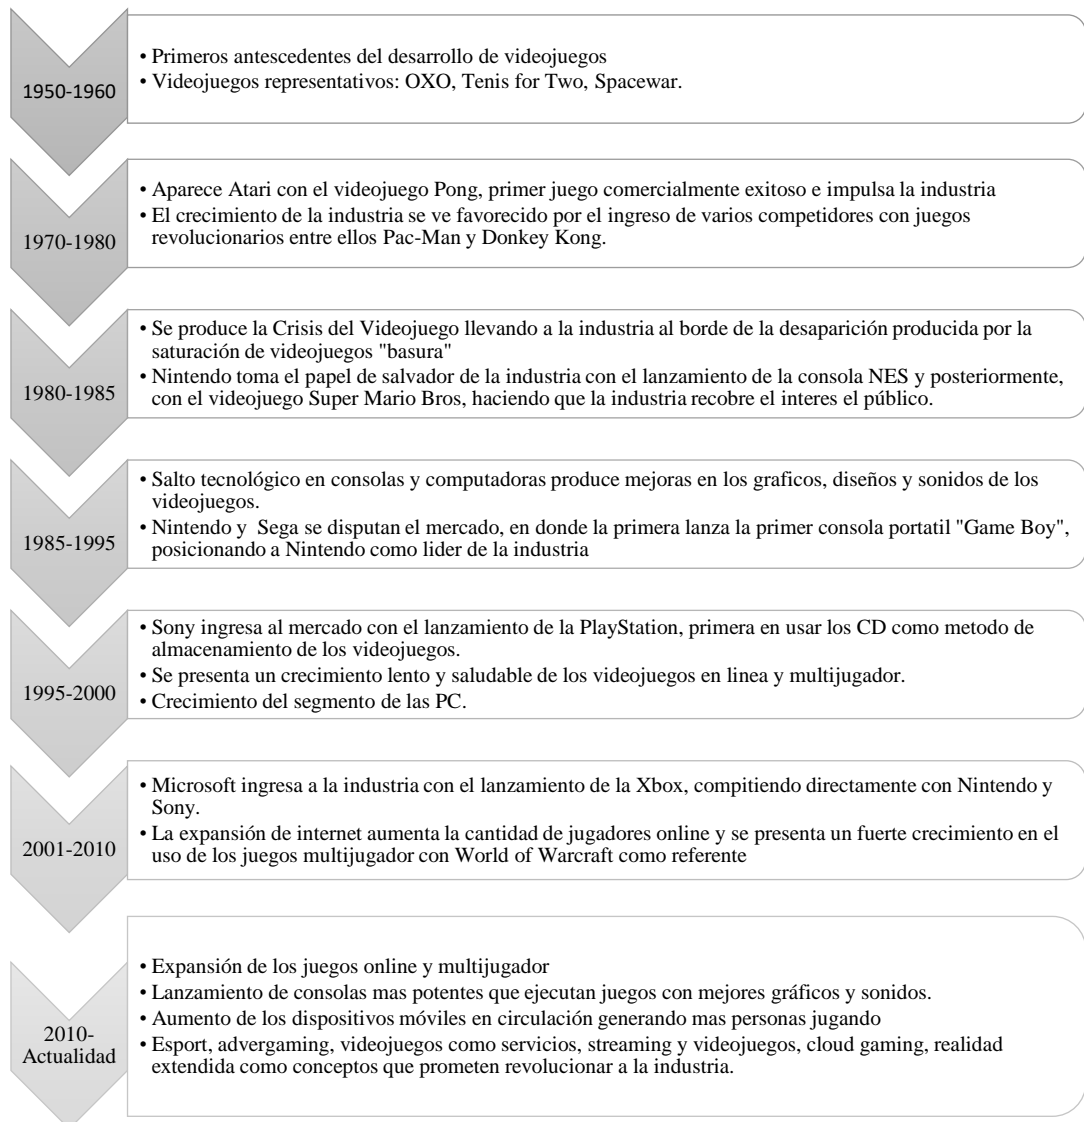 1950-1960
• Primeros antescedentes del desarrollo de videojuegos
• Videojuegos representativos: OXO, Tenis for Two, Spacewar.
1970-1980
• Aparece Atari con el videojuego Pong, primer juego comercialmente exitoso e impulsa la industria
• El crecimiento de la industria se ve favorecido por el ingreso de varios competidores con juegos
revolucionarios entre ellos Pac-Man y Donkey Kong.
1980-1985
• Se produce la Crisis del Videojuego llevando a la industria al borde de la desaparición producida por la
saturación de videojuegos "basura"
• Nintendo toma el papel de salvador de la industria con el lanzamiento de la consola NES y posteriormente,
con el videojuego Super Mario Bros, haciendo que la industria recobre el interes el público.
1985-1995
• Salto tecnológico en consolas y computadoras produce mejoras en los graficos, diseños y sonidos de los
videojuegos.
• Nintendo y Sega se disputan el mercado, en donde la primera lanza la primer consola portatil "Game Boy",
posicionando a Nintendo como lider de la industria
1995-2000
• Sony ingresa al mercado con el lanzamiento de la PlayStation, primera en usar los CD como metodo de
almacenamiento de los videojuegos.
• Se presenta un crecimiento lento y saludable de los videojuegos en linea y multijugador.
• Crecimiento del segmento de las PC.
2001-2010
• Microsoft ingresa a la industria con el lanzamiento de la Xbox, compitiendo directamente con Nintendo y
Sony.
• La expansión de internet aumenta la cantidad de jugadores online y se presenta un fuerte crecimiento en el
uso de los juegos multijugador con World of Warcraft como referente
2010-
Actualidad
• Expansión de los juegos online y multijugador
• Lanzamiento de consolas mas potentes que ejecutan juegos con mejores gráficos y sonidos.
• Aumento de los dispositivos móviles en circulación generando mas personas jugando
• Esport, advergaming, videojuegos como servicios, streaming y videojuegos, cloud gaming, realidad
extendida como conceptos que prometen revolucionar a la industria.